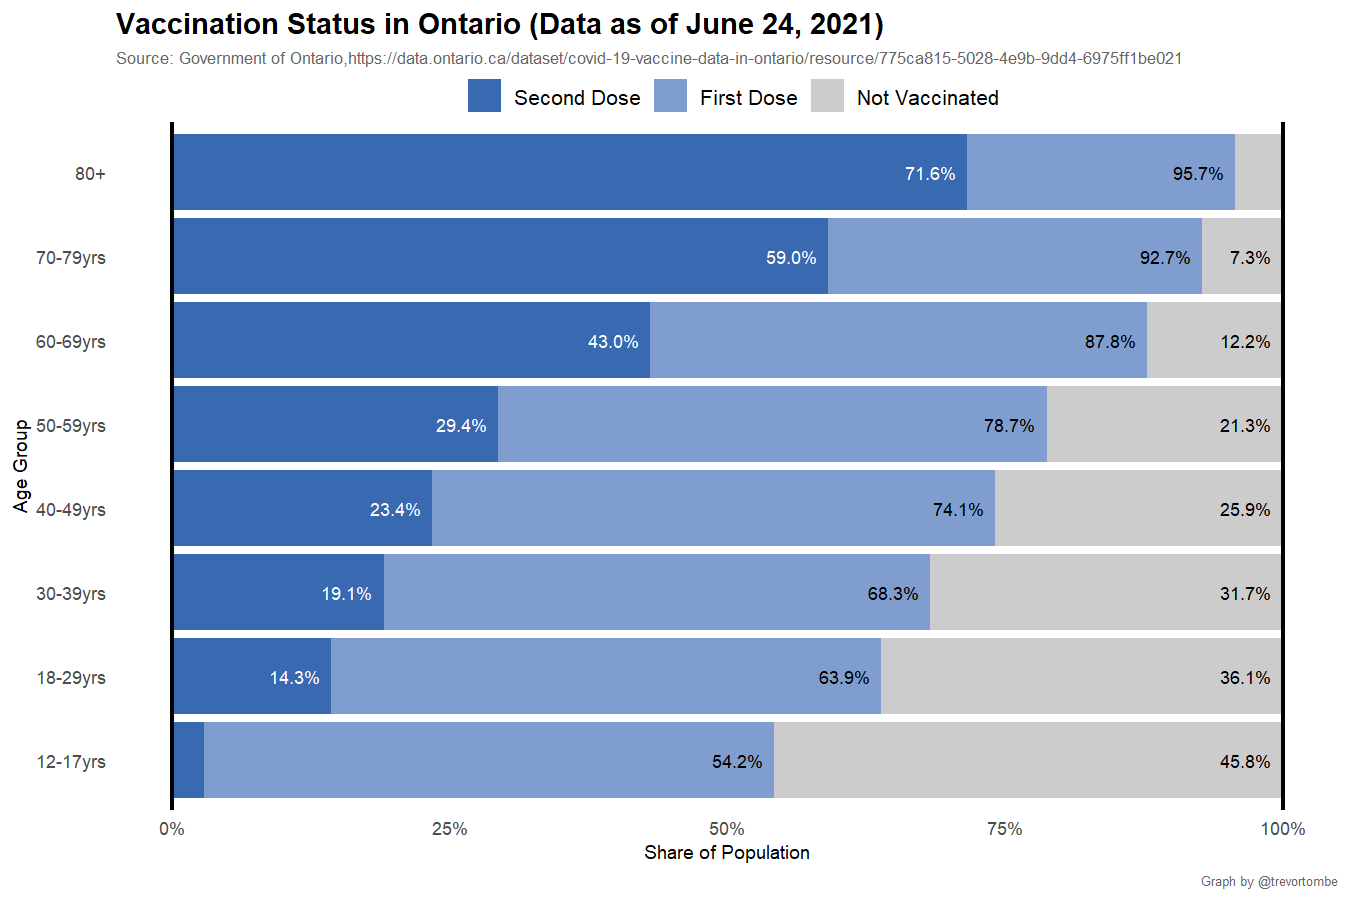 Vaccination Status in Ontario (Data as of June 24, 2021)
Source: Government of Ontario,https://data.ontario.ca/dataset/covid-19-vaccine-data-in-ontario/resource/775ca815-5028-4e9b-9dd4-6975ff1be021
Second Dose First Dose Not Vaccinated
80+ 71.6% 95.7%
70-79yrs 59.0% 92.7% 7.3%
60-69yrs 43.0% 87.8% 12.2%
50-59yrs 29.4% 78.7% 21.3%
Age Group
40-49yrs 23.4% 74.1% 25.9%
30-39yrs 19.1% 68.3% 31.7%
18-29yrs 14.3% 63.9% 36.1%
12-17yrs 54.2% 45.8%
0% 25% 50% 75% 100%
Share of Population
Graph by @trevortombe